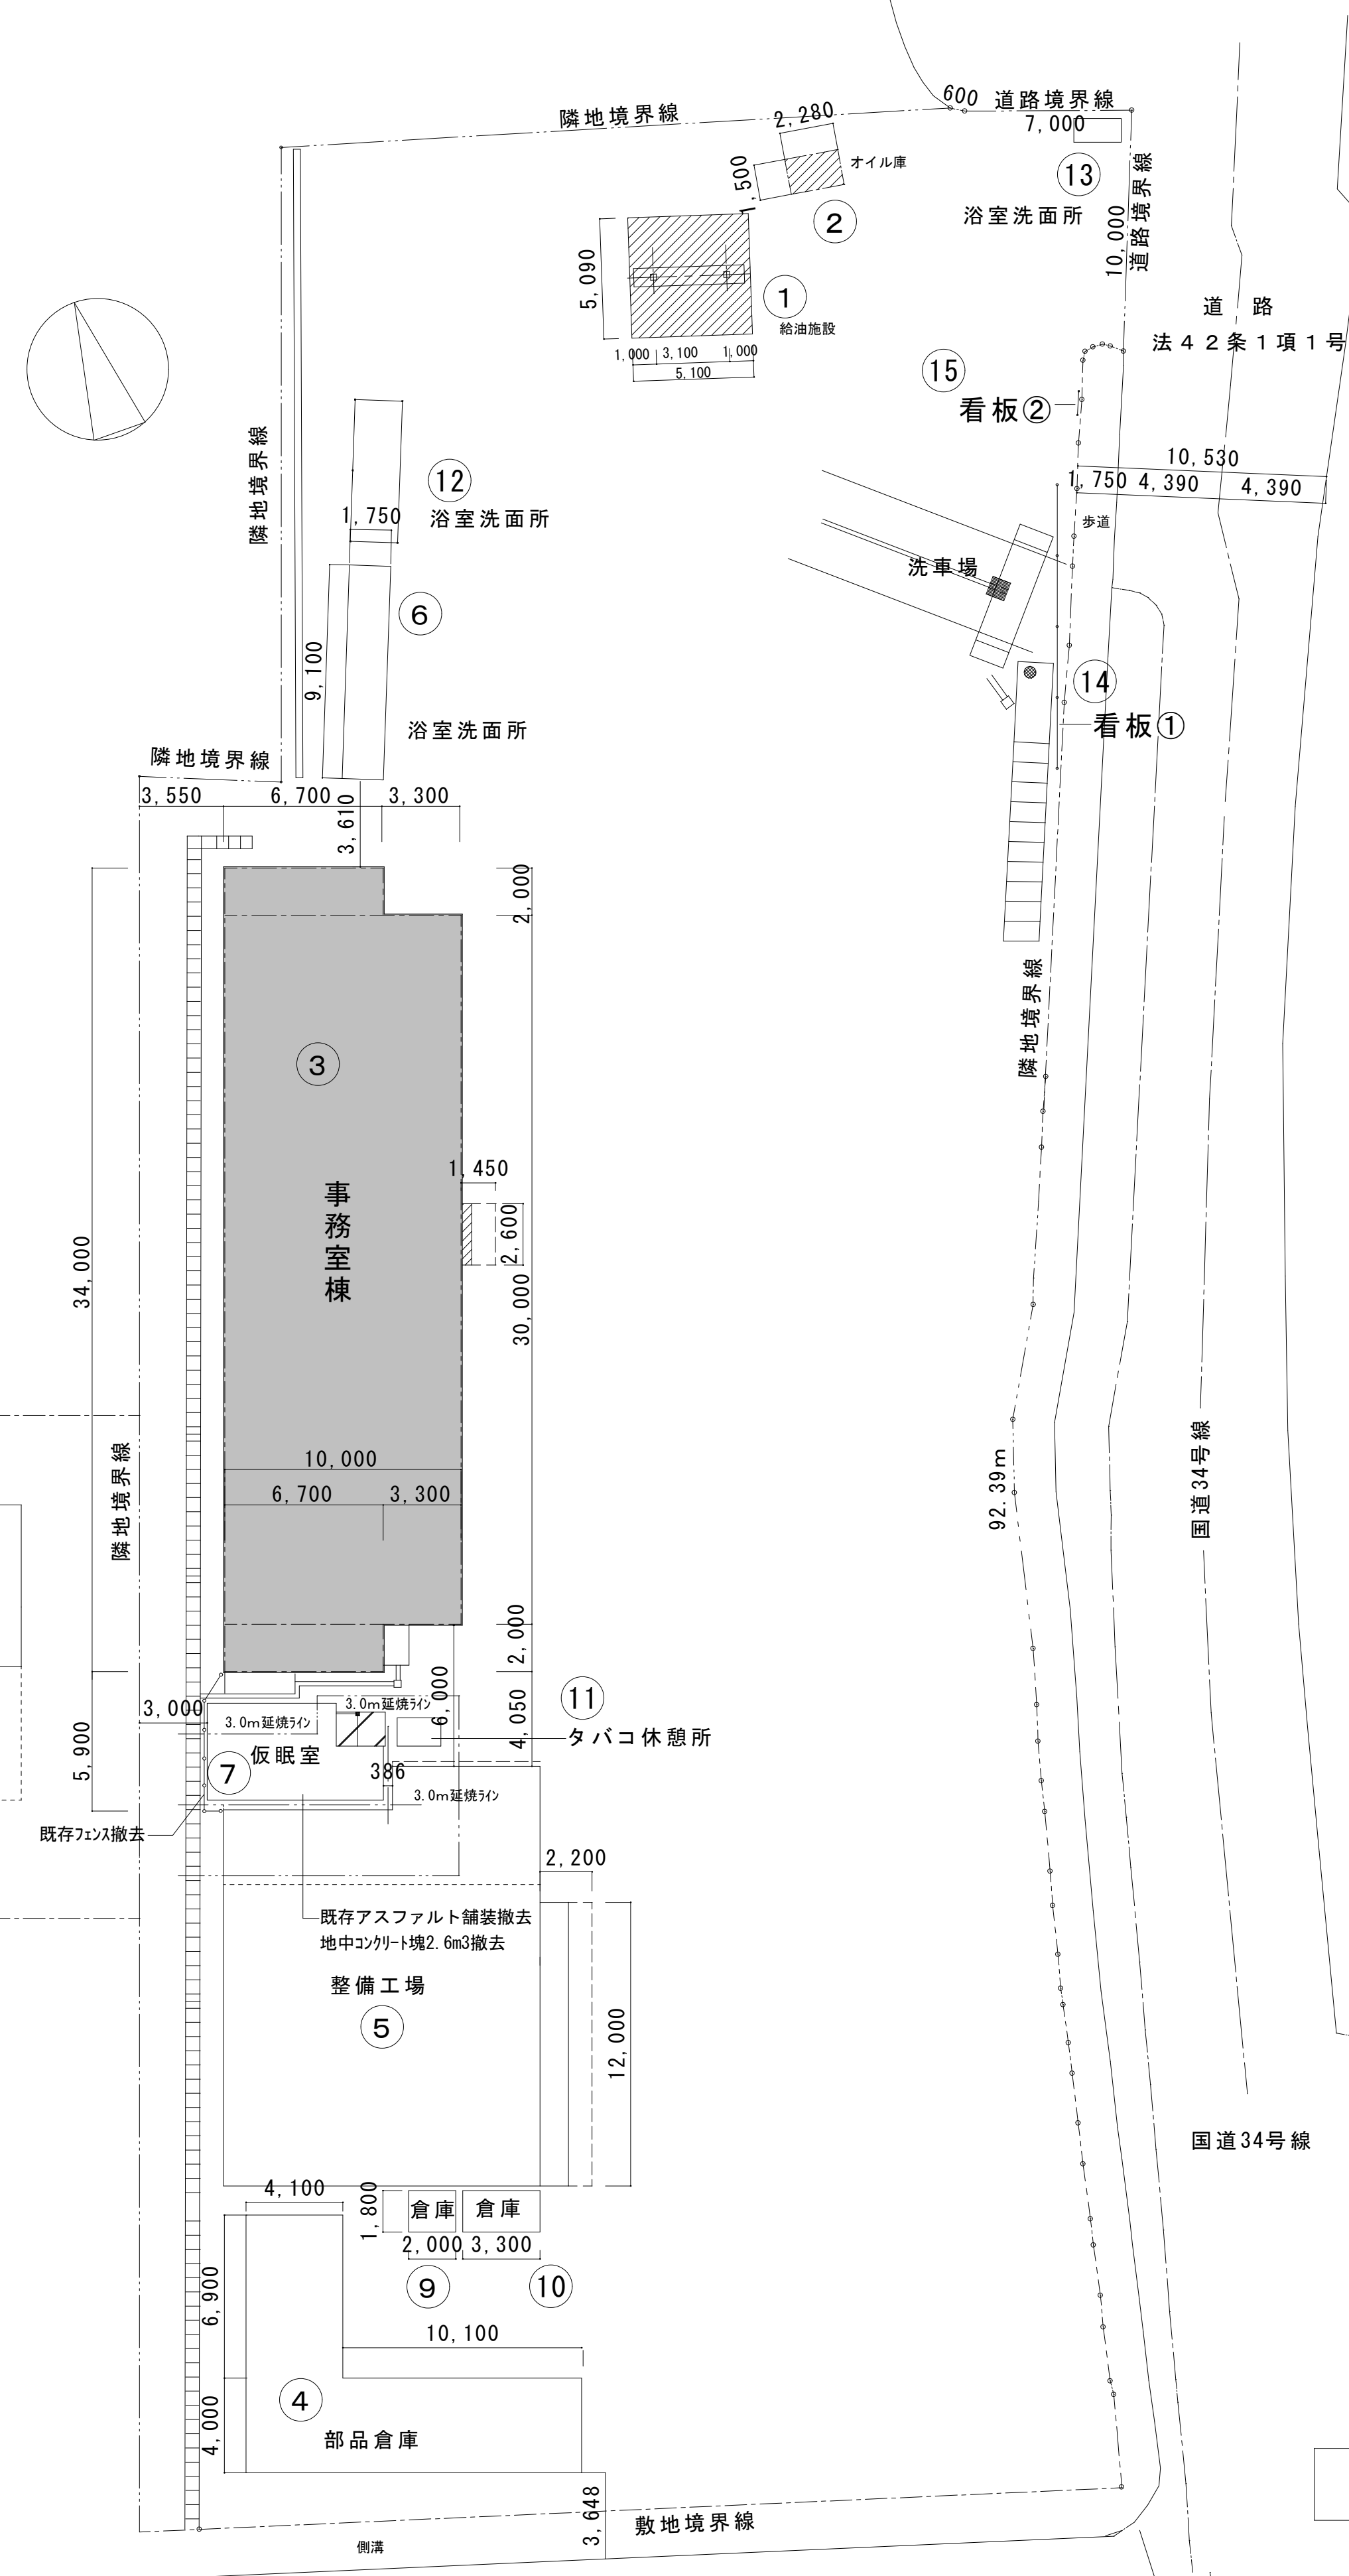 600 道路境界線
隣地境界線
2,280
7,000
オイル庫
1,500
⑬
浴室洗面所
10,000
道路境界線
②
5,090
①
給油施設
1,000 3,100 1,000
5,100
道 路
法42条1項1号
⑮
看板②
隣地境界線
10,530
1,750 4,390 4,390
⑫
浴室洗面所
1,750
歩道
洗車場
⑥
9,100
浴室洗面所
⑭
看板①
隣地境界線
3,550 6,700 3,300
3,610
2,000
隣地境界線
③
事務室棟
1,450
2,600
34,000
30,000
隣地境界線
10,000
6,700 3,300
92.39m
国道34号線
2,000
6,000
4,050
⑪
タバコ休憩所
3,000
3.0m延焼ライン
3.0m延焼ライン
仮眠室
⑦
386
3.0m延焼ライン
5,900
既存フェンス撤去
2,200
既存アスファルト舗装撤去
地中コンクリート塊2.6m3撤去
整備工場
⑤
12,000
国道34号線
4,100
1,800
倉庫 倉庫
2,000 3,300
⑨ ⑩
6,900
10,100
④
部品倉庫
4,000
3,648
敷地境界線
側溝